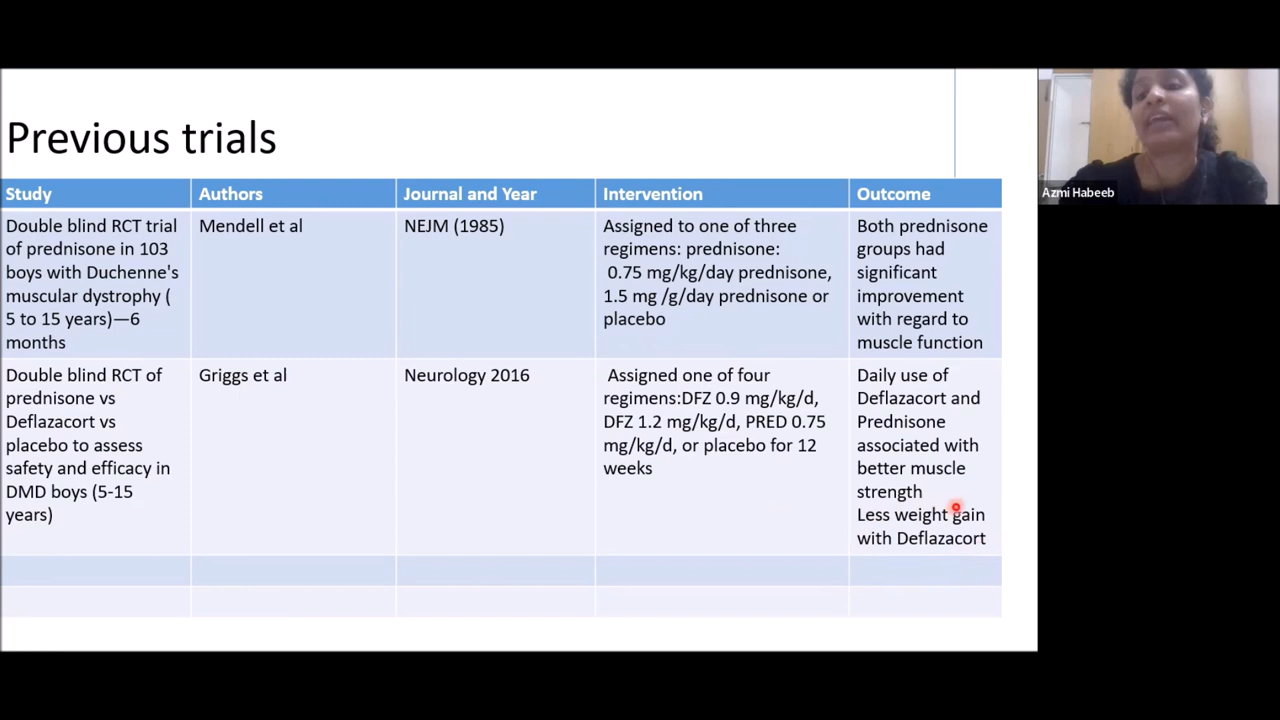 Previous trials
Study
Authors
Journal and Year
Intervention
Outcome
Double blind RCT trial
of prednisone in 103
boys with Duchenne's
muscular dystrophy (
5 to 15 years)—6
months
Mendell et al
NEJM (1985)
Assigned to one of three
regimens: prednisone:
0.75 mg/kg/day prednisone,
1.5 mg /g/day prednisone or
placebo
Both prednisone
groups had
significant
improvement
with regard to
muscle function
Double blind RCT of
prednisone vs
Deflazacort vs
placebo to assess
safety and efficacy in
DMD boys (5-15
years)
Griggs et al
Neurology 2016
Assigned one of four
regimens:DFZ 0.9 mg/kg/d,
DFZ 1.2 mg/kg/d, PRED 0.75
mg/kg/d, or placebo for 12
weeks
Daily use of
Deflazacort and
Prednisone
associated with
better muscle
strength
Less weight gain
with Deflazacort
Azmi Habeeb